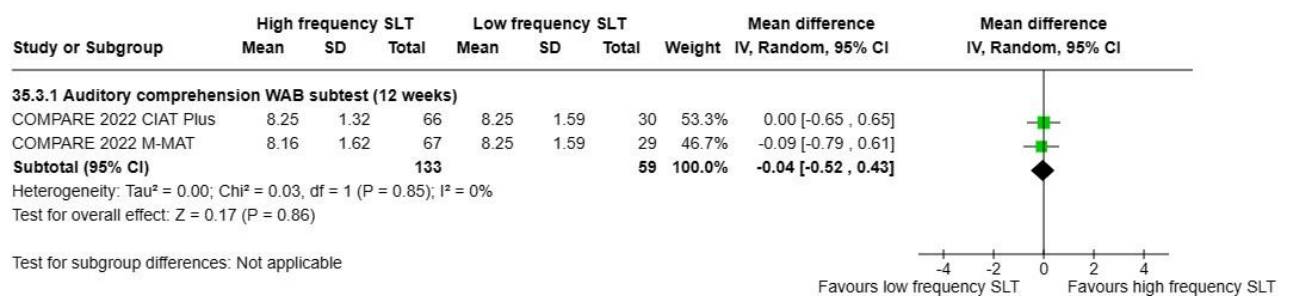 High frequency SLT Low frequency SLT Mean difference Mean difference
Study or Subgroup Mean SD Total Mean SD Total Weight IV, Random, 95% CI IV, Random, 95% CI
35.3.1 Auditory comprehension WAB subtest (12 weeks)
COMPARE 2022 CIAT Plus 8.25 1.32 66 8.25 1.59 30 53.3% 0.00 [-0.65 , 0.65]
COMPARE 2022 M-MAT 8.16 1.62 67 8.25 1.59 29 46.7% -0.09 [-0.79 , 0.61]
Subtotal (95% CI) 133 59 100.0% -0.04 [-0.52 , 0.43]
Heterogeneity: Tau² = 0.00; Chi² = 0.03, df = 1 (P = 0.85); I² = 0%
Test for overall effect: Z = 0.17 (P = 0.86)
Test for subgroup differences: Not applicable
-4 -2 0 2 4
Favours low frequency SLT Favours high frequency SLT